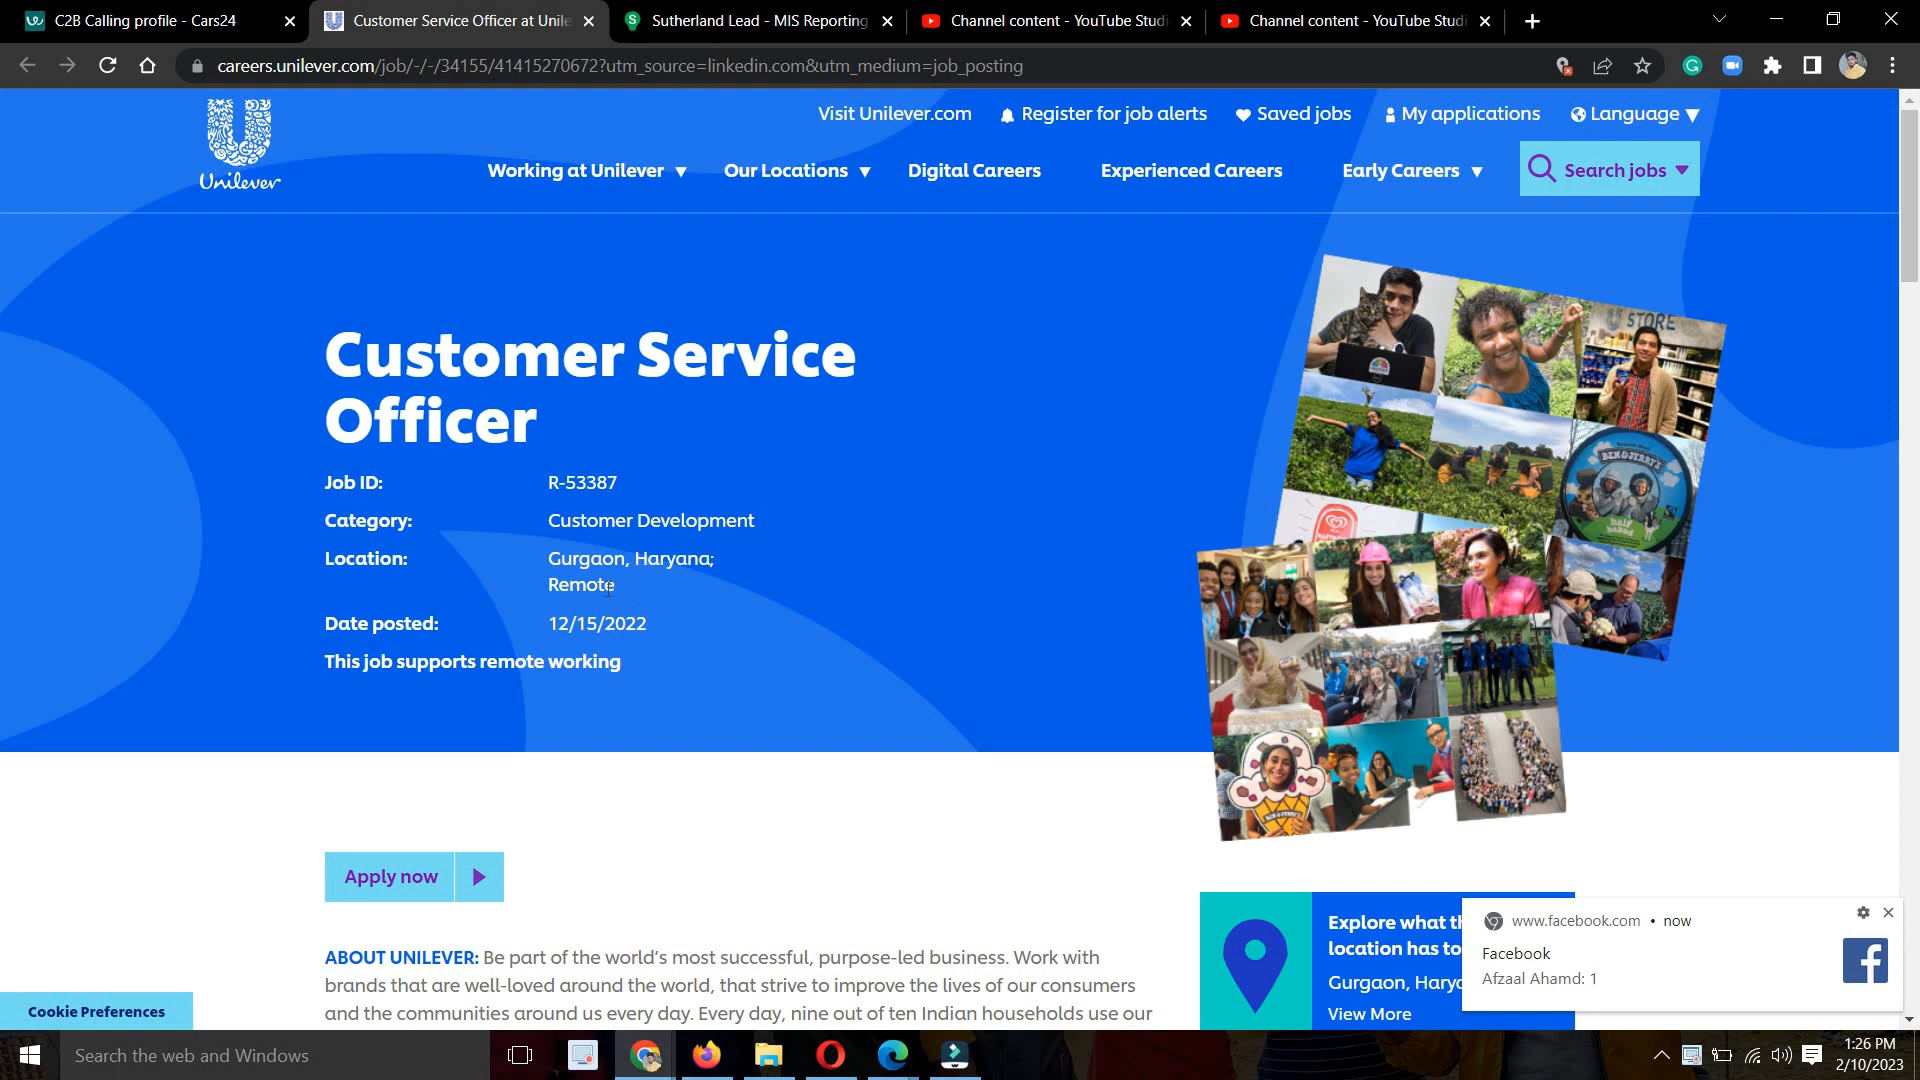 C2B Calling profile - Cars24
Customer Service Officer at Unile
Sutherland Lead - MIS Reporting
Channel content - YouTube Studi
Channel content - YouTube Studi
careers.unilever.com/job/-/-/34155/41415270672?utm_source=linkedin.com&utm_medium=job_posting
Visit Unilever.com
Register for job alerts
Saved jobs
My applications
Language
Unilever
Working at Unilever
Our Locations
Digital Careers
Experienced Careers
Early Careers
Search jobs
STORE
Customer Service
Officer
BEN & JERRY'S
half baked
Job ID: R-53387
Category: Customer Development
Location: Gurgaon, Haryana;
Remote
Date posted: 12/15/2022
This job supports remote working
Apply now
ABOUT UNILEVER: Be part of the world's most successful, purpose-led business. Work with
brands that are well-loved around the world, that strive to improve the lives of our consumers
and the communities around us every day. Every day, nine out of ten Indian households use our
Explore what th
location has to
Gurgaon, Harya
View More
www.facebook.com • now
Facebook
Afzaal Ahamd: 1
Cookie Preferences
Search the web and Windows
1:26 PM
2/10/2023